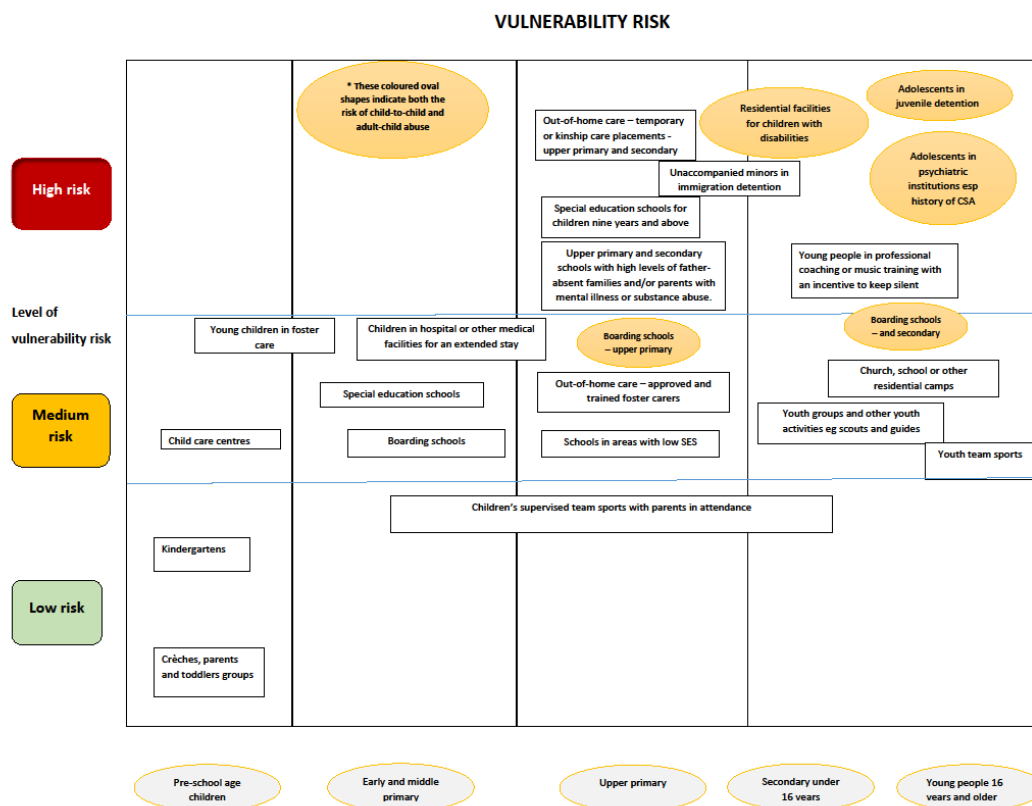 VULNERABILITY RISK
* These coloured oval
shapes indicate both the
risk of child-to-child and
adult-child abuse
Out-of-home care – temporary
or kinship care placements -
upper primary and secondary
Residential facilities
for children with
disabilities
Adolescents in
juvenile detention
High risk
Unaccompanied minors in
immigration detention
Adolescents in
psychiatric
institutions esp
history of CSA
Special education schools for
children nine years and above
Upper primary and secondary
schools with high levels of father-
absent families and/or parents with
mental illness or substance abuse.
Young people in professional
coaching or music training with
an incentive to keep silent
Level of
vulnerability risk
Young children in foster
care
Children in hospital or other medical
facilities for an extended stay
Boarding schools
– upper primary
Boarding schools
– and secondary
Church, school or other
residential camps
Medium
risk
Special education schools
Out-of-home care – approved and
trained foster carers
Youth groups and other youth
activities eg scouts and guides
Child care centres
Boarding schools
Schools in areas with low SES
Youth team sports
Children's supervised team sports with parents in attendance
Kindergartens
Low risk
Crèches, parents
and toddlers groups
Pre-school age
children
Early and middle
primary
Upper primary
Secondary under
16 years
Young people 16
years and older